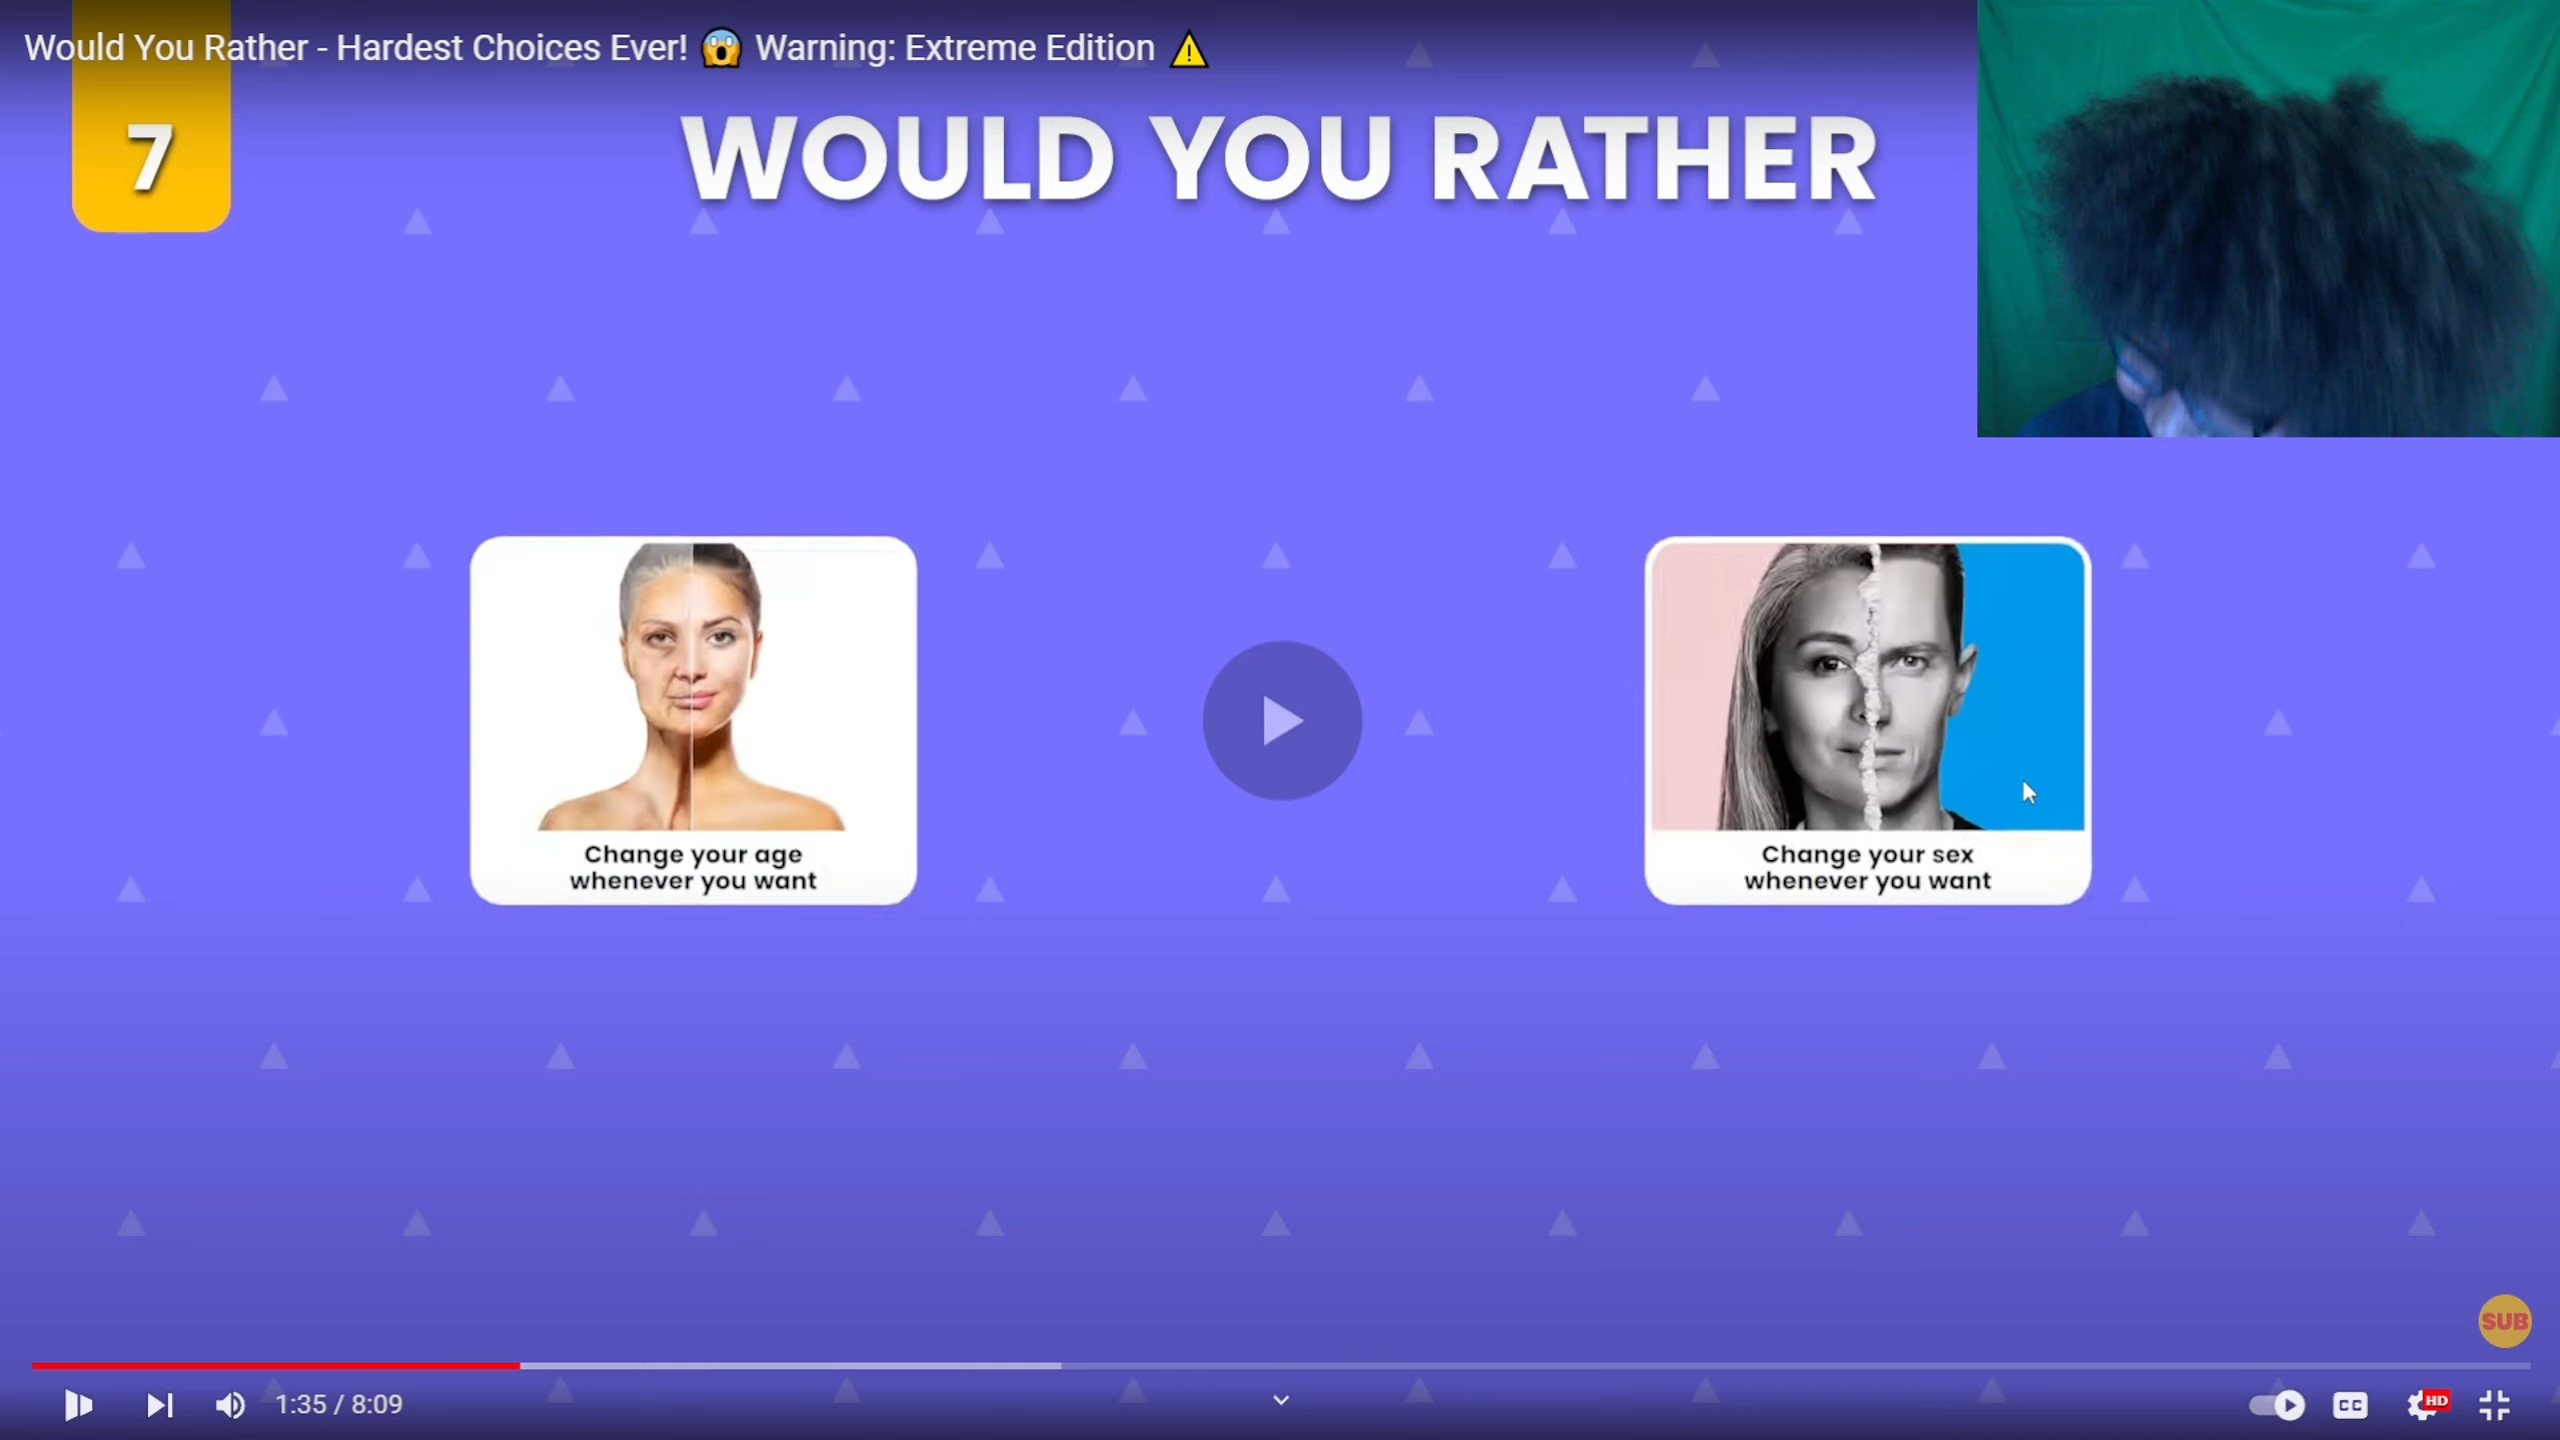 Would You Rather - Hardest Choices Ever! 😱 Warning: Extreme Edition ⚠️
7
WOULD YOU RATHER
Change your age
whenever you want
Change your sex
whenever you want
SUB
1:35 / 8:09
CC
HD